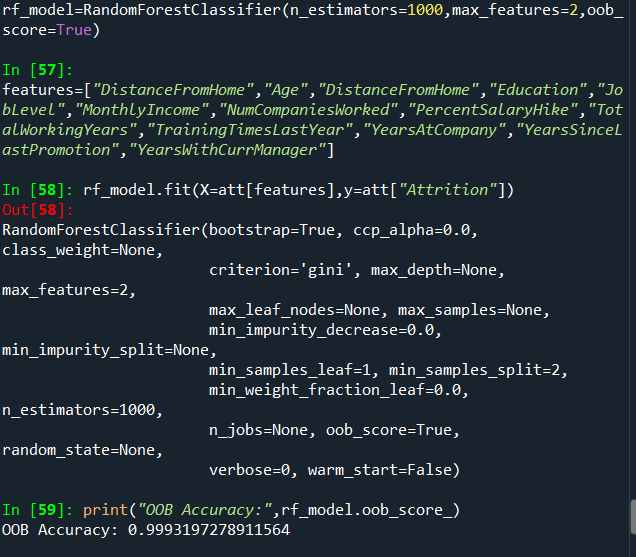 rf_model=RandomForestClassifier(n_estimators=1000,max_features=2,oob_
score=True)
In [57]:
features=["DistanceFromHome","Age","DistanceFromHome","Education","Jo
bLevel","MonthlyIncome","NumCompaniesWorked","PercentSalaryHike","Tot
alWorkingYears","TrainingTimesLastYear","YearsAtCompany","YearsSinceL
astPromotion","YearsWithCurrManager"]
In [58]: rf_model.fit(X=att[features],y=att["Attrition"])
Out[58]:
RandomForestClassifier(bootstrap=True, ccp_alpha=0.0,
class_weight=None,
criterion='gini', max_depth=None,
max_features=2,
max_leaf_nodes=None, max_samples=None,
min_impurity_decrease=0.0,
min_impurity_split=None,
min_samples_leaf=1, min_samples_split=2,
min_weight_fraction_leaf=0.0,
n_estimators=1000,
n_jobs=None, oob_score=True,
random_state=None,
verbose=0, warm_start=False)
In [59]: print("OOB Accuracy:",rf_model.oob_score_)
OOB Accuracy: 0.9993197278911564